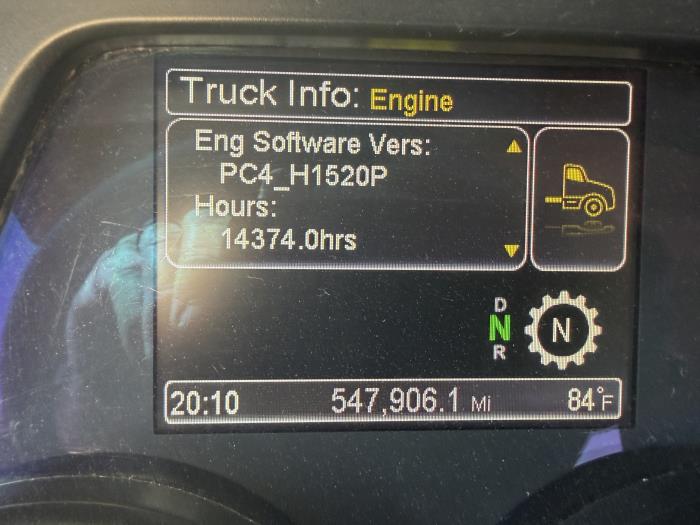 Truck Info: Engine
Eng Software Vers:
PC4_H1520P
Hours:
14374.0hrs
D
N N
R
20:10 547,906.1 Mi 84°F